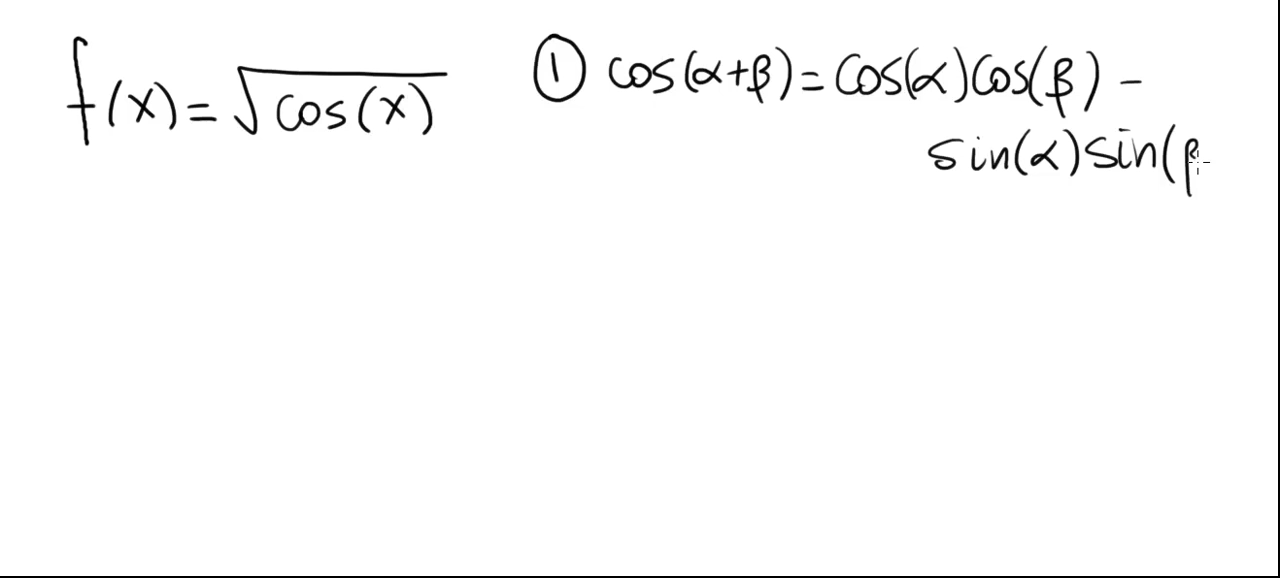 f(x) = √cos(x)
① cos(α+β) = cos(α)cos(β) −
sin(α)sin(β